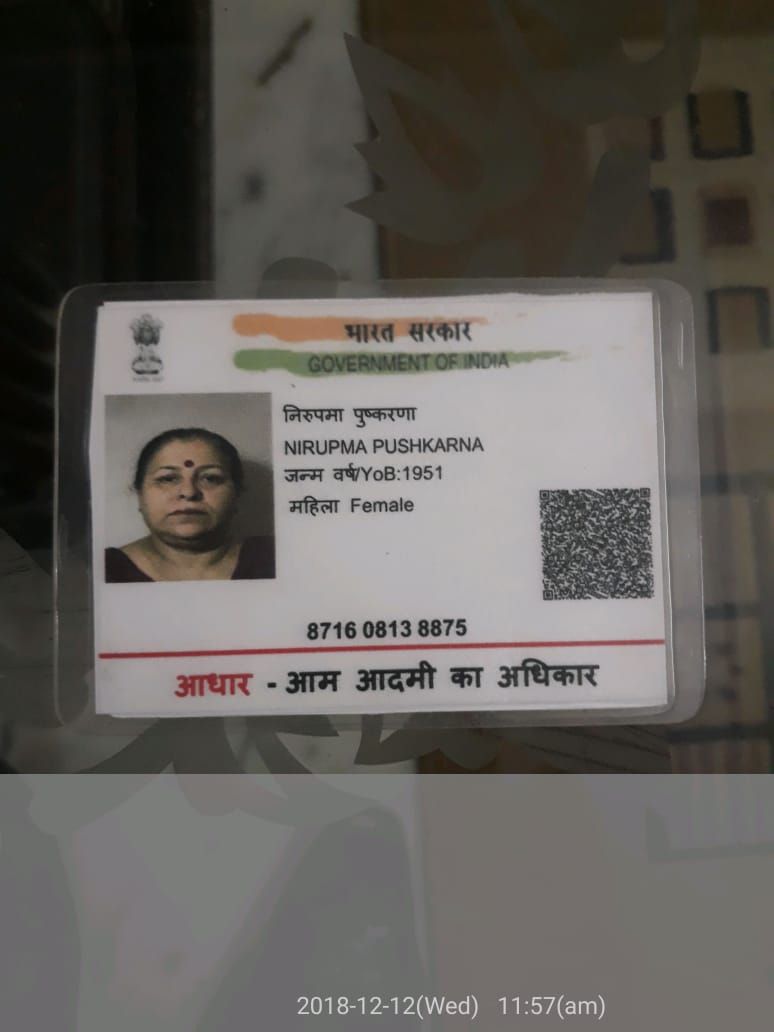 भारत सरकार
GOVERNMENT OF INDIA
निरुपमा पुष्करणा
NIRUPMA PUSHKARNA
जन्म वर्ष/YoB:1951
महिला Female
8716 0813 8875
आधार - आम आदमी का अधिकार
2018-12-12(Wed) 11:57(am)